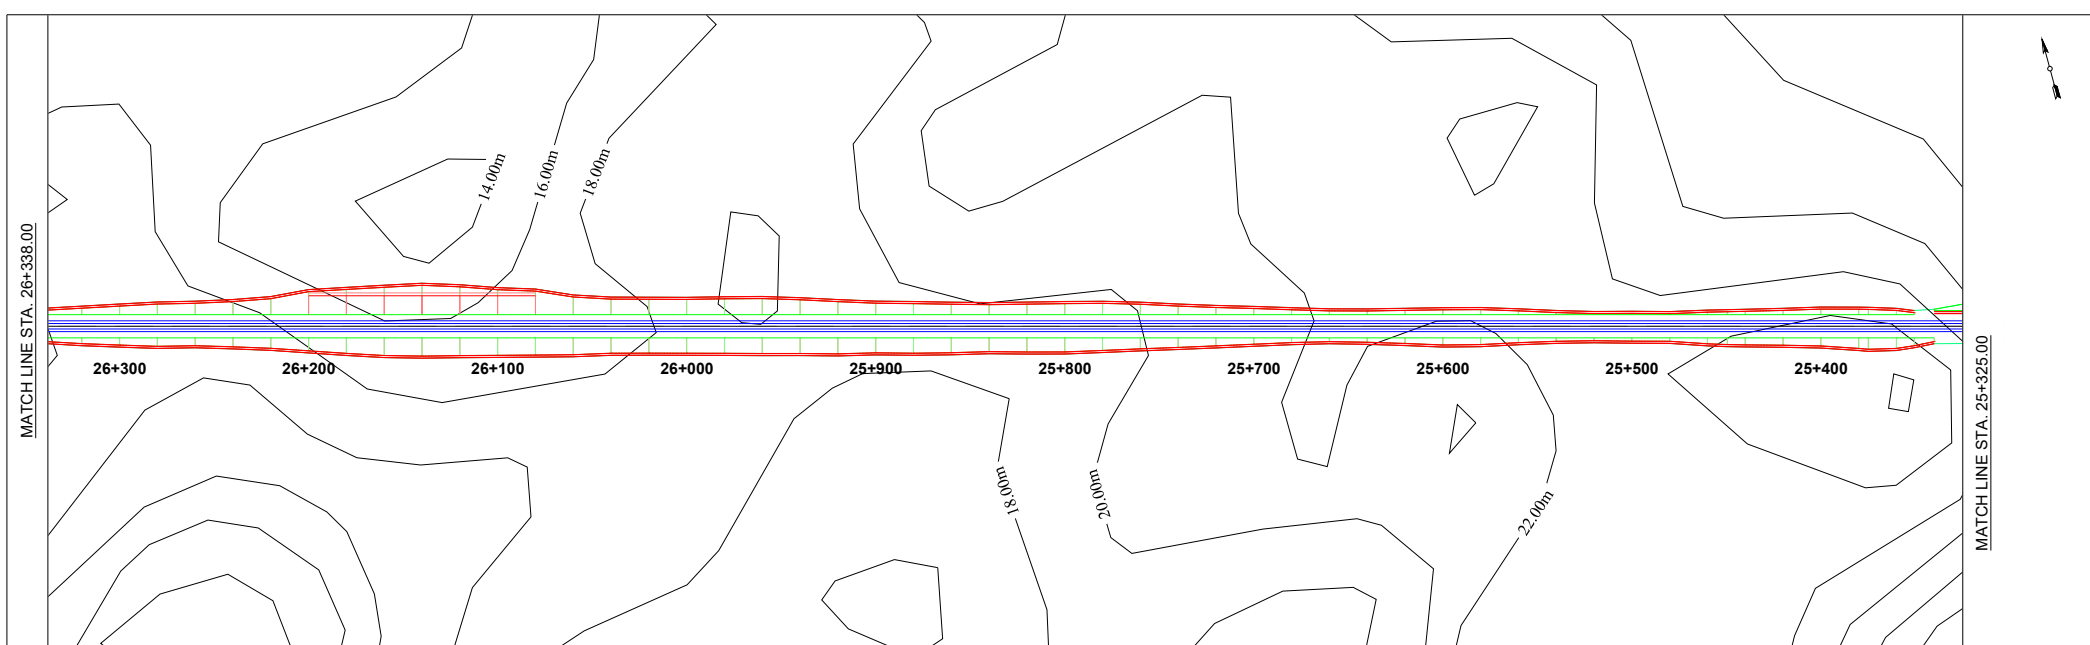 MATCH LINE STA. 26+338.00
14.00m
16.00m
18.00m
26+300
26+200
26+100
26+000
25+900
25+800
25+700
25+600
25+500
25+400
18.00m
20.00m
22.00m
MATCH LINE STA. 25+325.00